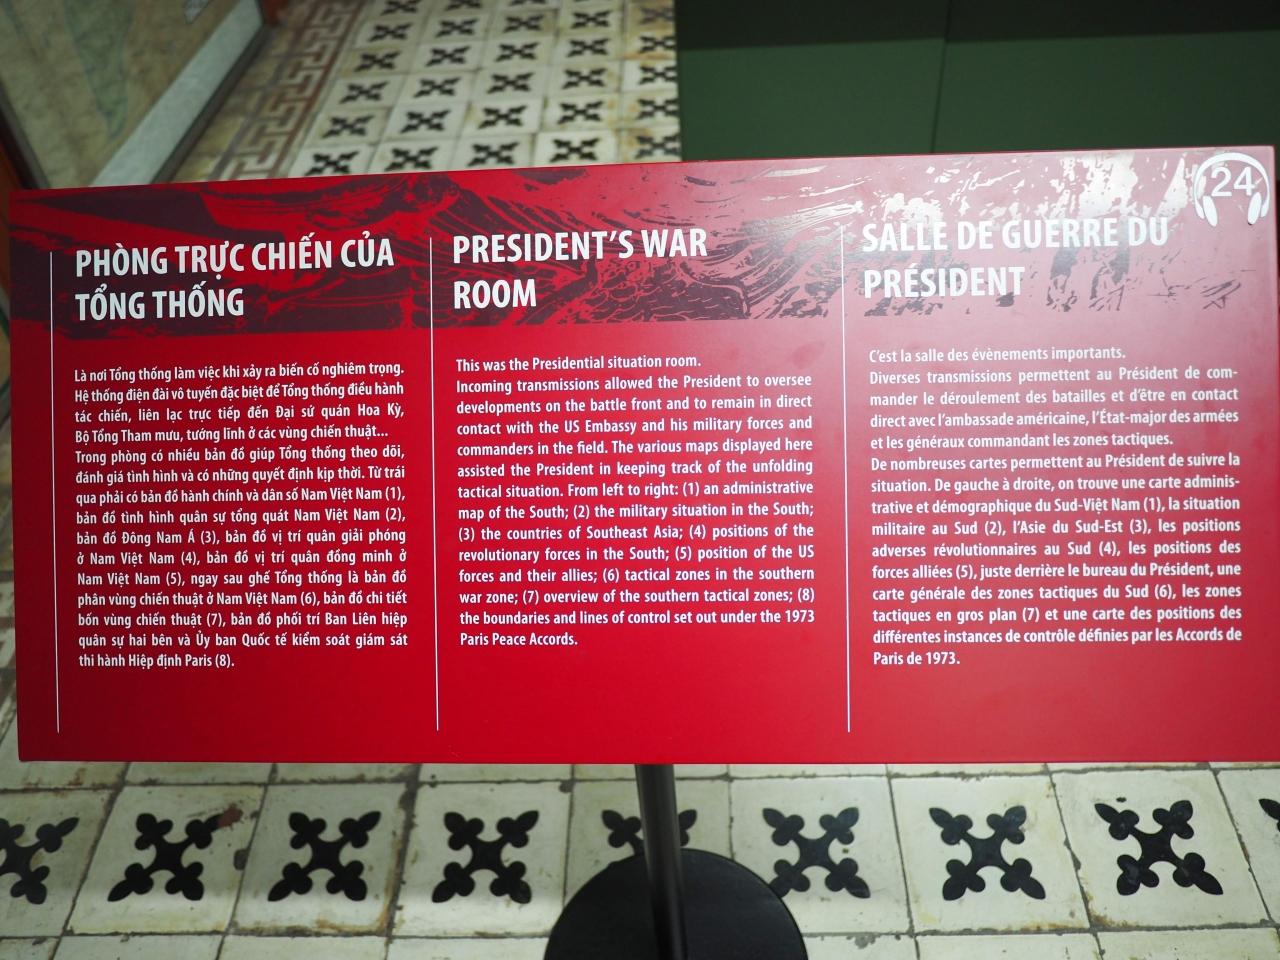 PHÒNG TRỰC CHIẾN CỦA
TỔNG THỐNG
Là nơi Tổng thống làm việc khi xảy ra biến cố nghiêm trọng.
Hệ thống điện đài vô tuyến đặc biệt để Tổng thống điều hành
tác chiến, liên lạc trực tiếp đến Đại sứ quán Hoa Kỳ,
Bộ Tổng Tham mưu, tướng lĩnh ở các vùng chiến thuật...
Trong phòng có nhiều bản đồ giúp Tổng thống theo dõi,
đánh giá tình hình và có những quyết định kịp thời. Từ trái
qua phải có bản đồ hành chính và dân số Nam Việt Nam (1),
bản đồ tình hình quân sự tổng quát Nam Việt Nam (2),
bản đồ Đông Nam Á (3), bản đồ vị trí quân giải phóng
ở Nam Việt Nam (4), bản đồ vị trí quân đồng minh ở
Nam Việt Nam (5), ngay sau ghế Tổng thống là bản đồ
phân vùng chiến thuật ở Nam Việt Nam (6), bản đồ chi tiết
bốn vùng chiến thuật (7), bản đồ phối trí Ban Liên hiệp
quân sự hai bên và Ủy ban Quốc tế kiểm soát giám sát
thi hành Hiệp định Paris (8).
PRESIDENT'S WAR
ROOM
This was the Presidential situation room.
Incoming transmissions allowed the President to oversee
developments on the battle front and to remain in direct
contact with the US Embassy and his military forces and
commanders in the field. The various maps displayed here
assisted the President in keeping track of the unfolding
tactical situation. From left to right: (1) an administrative
map of the South; (2) the military situation in the South;
(3) the countries of Southeast Asia; (4) positions of the
revolutionary forces in the South; (5) position of the US
forces and their allies; (6) tactical zones in the southern
war zone; (7) overview of the southern tactical zones; (8)
the boundaries and lines of control set out under the 1973
Paris Peace Accords.
24
SALLE DE GUERRE DU
PRÉSIDENT
C'est la salle des évènements importants.
Diverses transmissions permettent au Président de com-
mander le déroulement des batailles et d'être en contact
direct avec l'ambassade américaine, l'État-major des armées
et les généraux commandant les zones tactiques.
De nombreuses cartes permettent au Président de suivre la
situation. De gauche à droite, on trouve une carte adminis-
trative et démographique du Sud-Việt Nam (1), la situation
militaire au Sud (2), l'Asie du Sud-Est (3), les positions
adverses révolutionnaires au Sud (4), les positions des
forces alliées (5), juste derrière le bureau du Président, une
carte générale des zones tactiques du Sud (6), les zones
tactiques en gros plan (7) et une carte des positions des
différentes instances de contrôle définies par les Accords de
Paris de 1973.